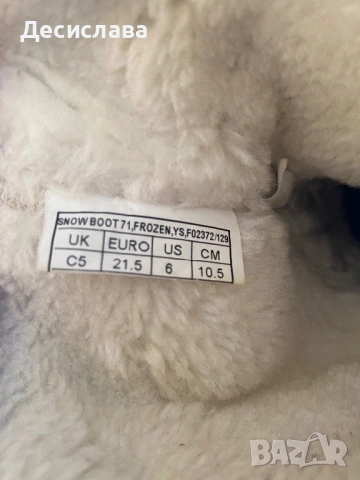 Десислава
SNOW BOOT 71,FROZEN,YS,F02372/129
UK EURO US CM
C5 21.5 6 10.5
BAZAR